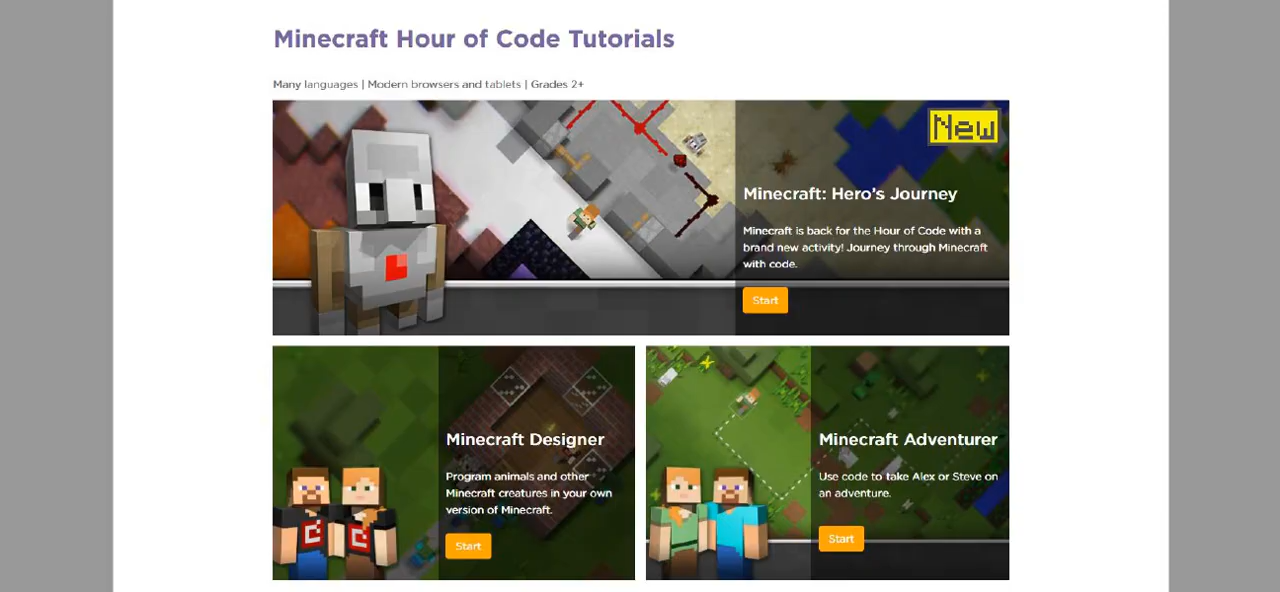 Minecraft Hour of Code Tutorials
Many languages | Modern browsers and tablets | Grades 2+
New
Minecraft: Hero's Journey
Minecraft is back for the Hour of Code with a
brand new activity! Journey through Minecraft
with code.
Start
Minecraft Designer
Program animals and other
Minecraft creatures in your own
version of Minecraft.
Start
Minecraft Adventurer
Use code to take Alex or Steve on
an adventure.
Start